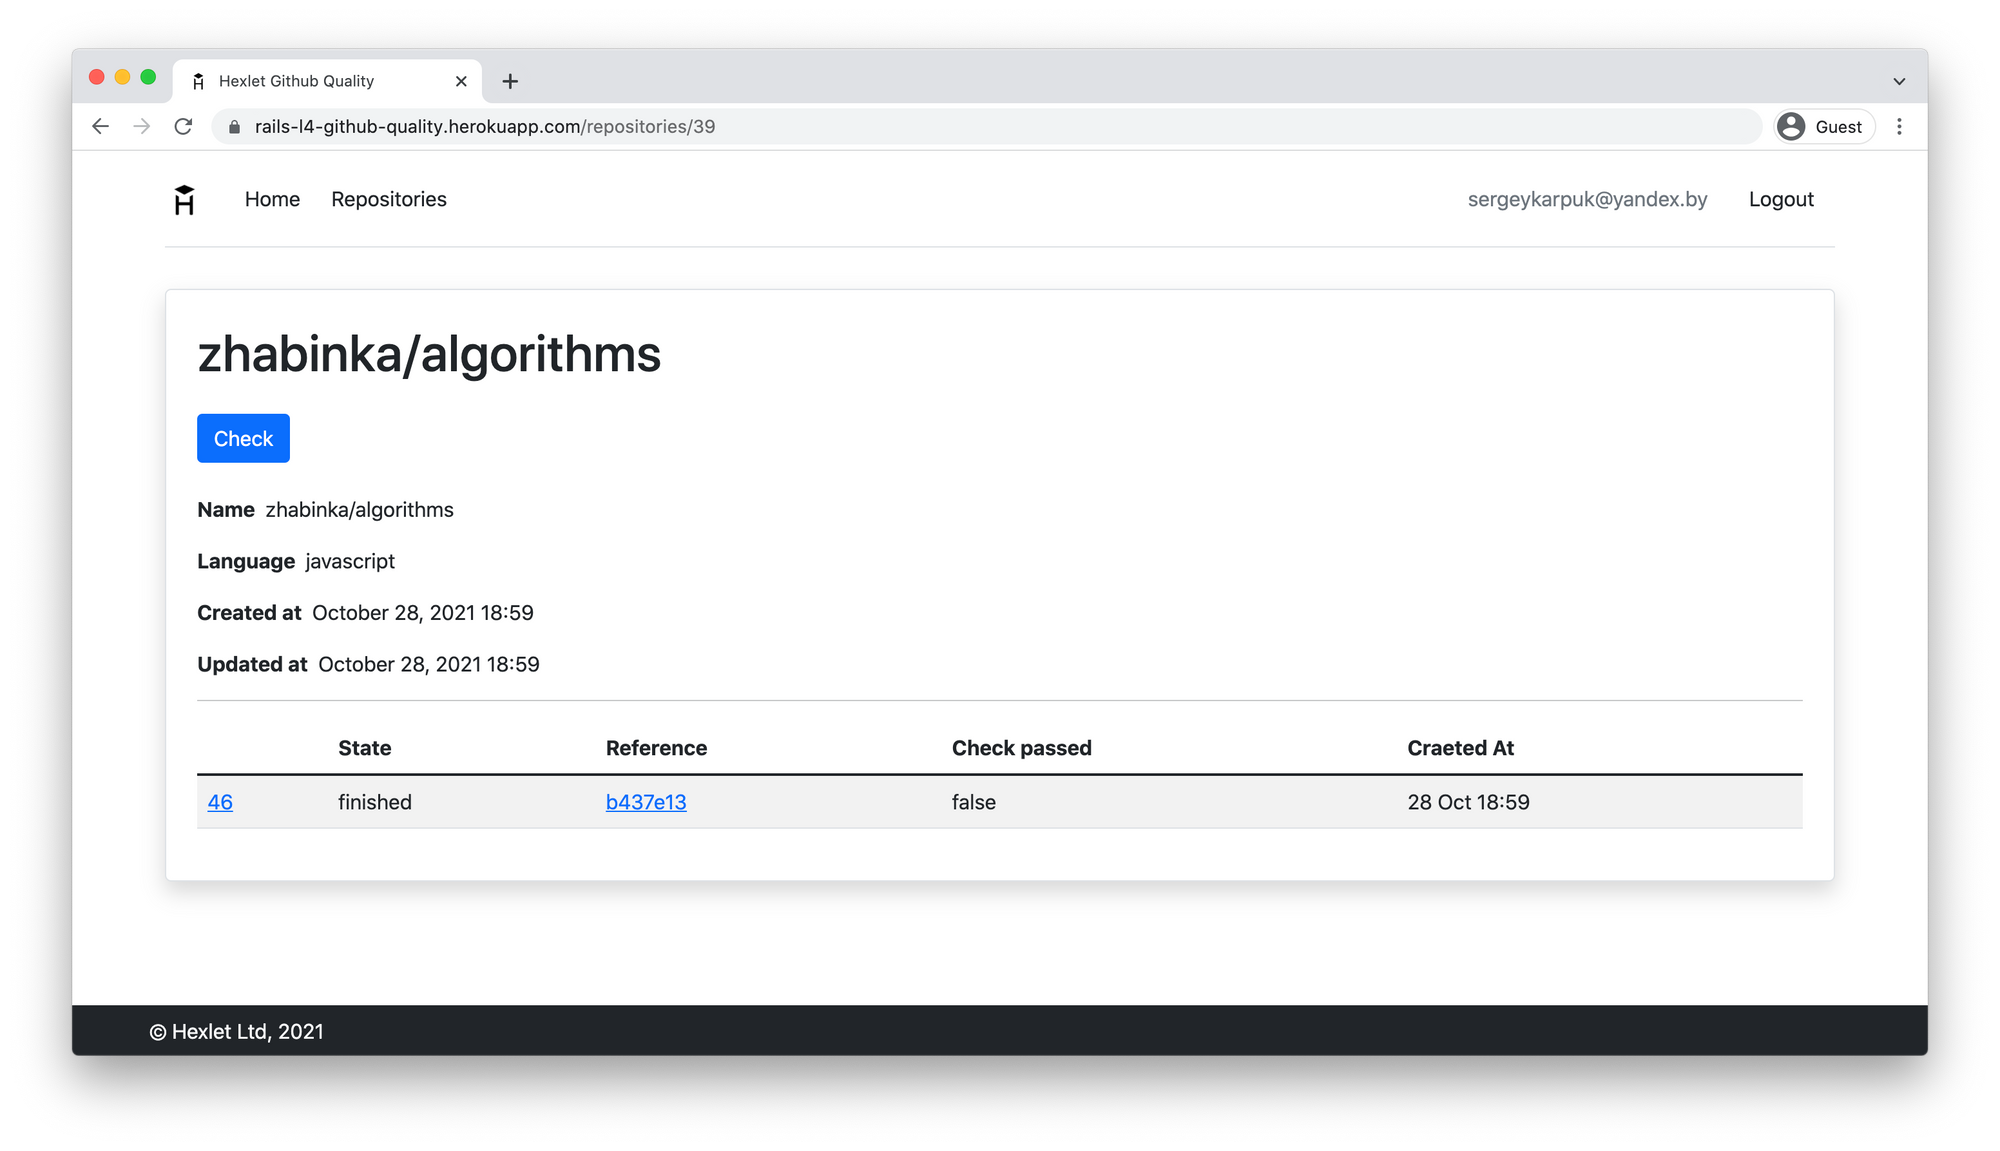 Hexlet Github Quality
rails-l4-github-quality.herokuapp.com/repositories/39
Guest
Home Repositories sergeykarpuk@yandex.by Logout
zhabinka/algorithms
Check
Name zhabinka/algorithms
Language javascript
Created at October 28, 2021 18:59
Updated at October 28, 2021 18:59
State Reference Check passed Craeted At
46 finished b437e13 false 28 Oct 18:59
© Hexlet Ltd, 2021